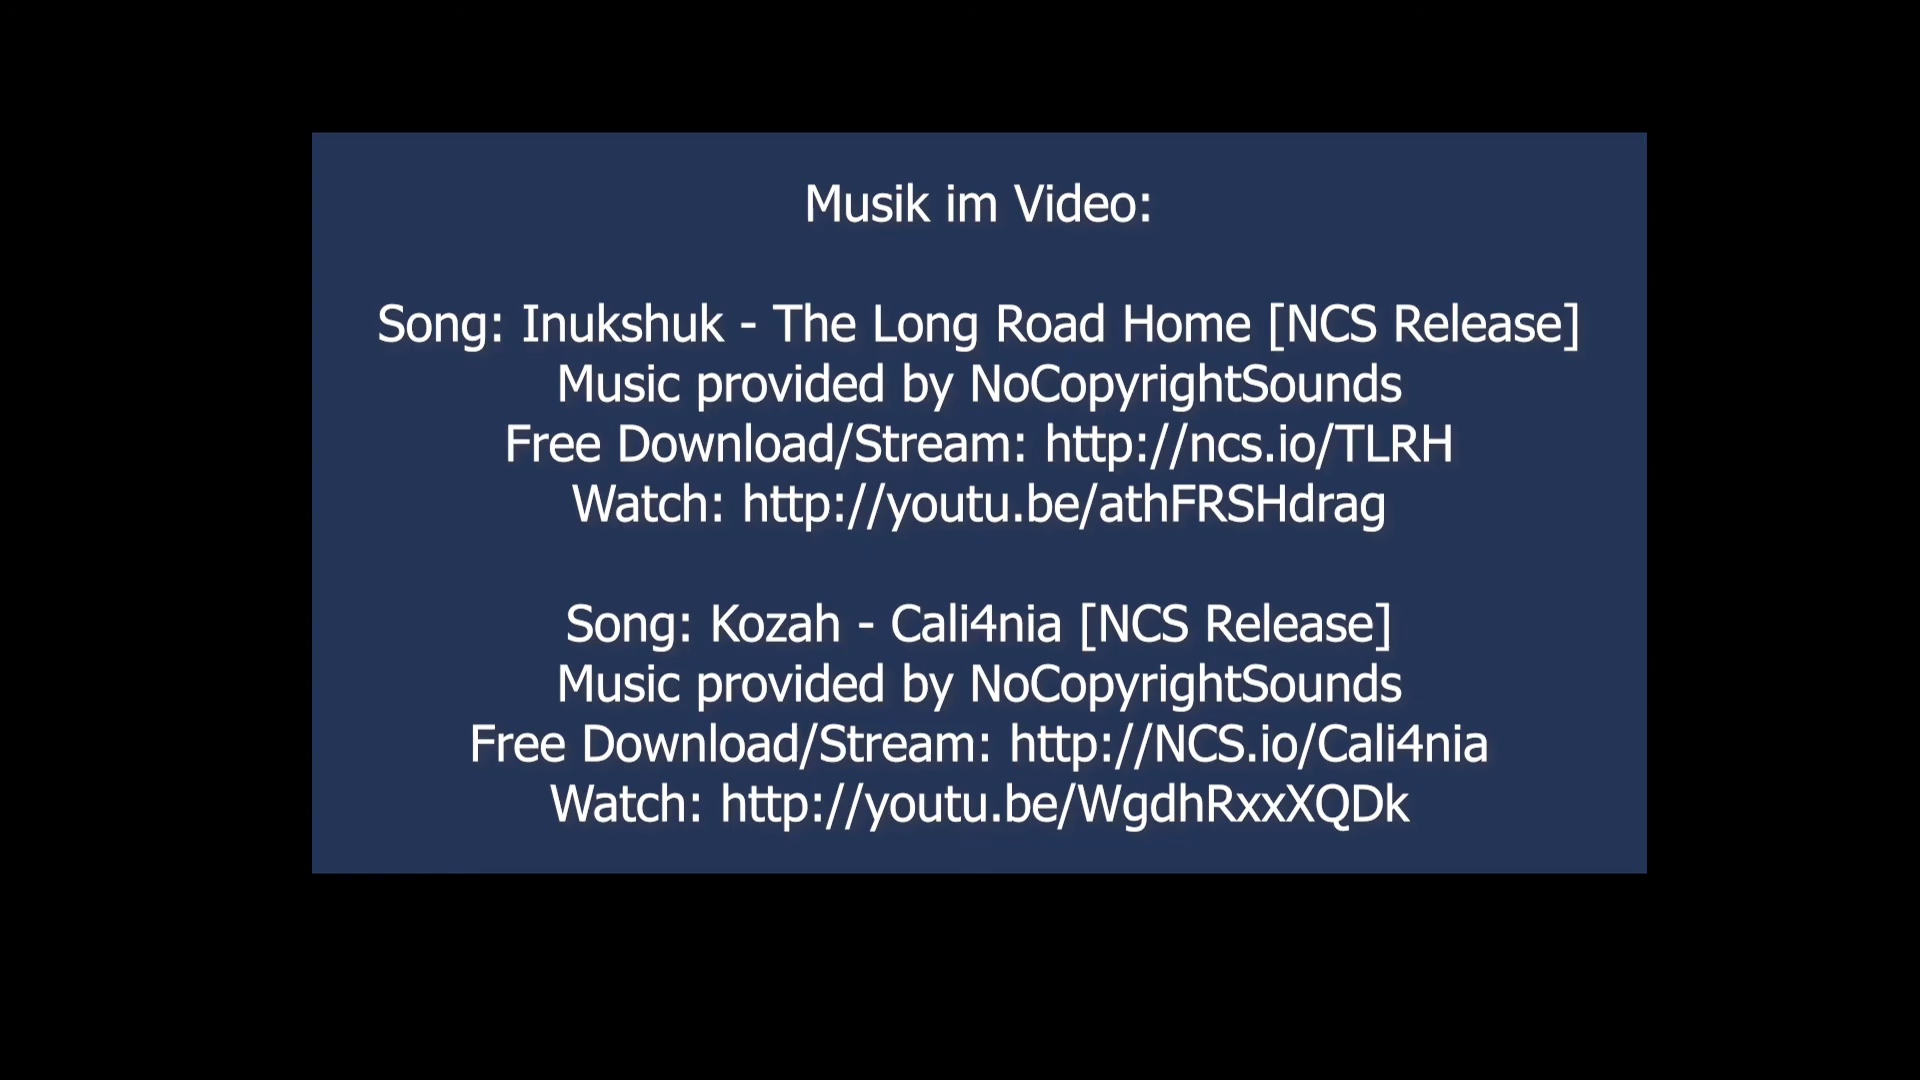 Musik im Video:
Song: Inukshuk - The Long Road Home [NCS Release]
Music provided by NoCopyrightSounds
Free Download/Stream: http://ncs.io/TLRH
Watch: http://youtu.be/athFRSHdrag
Song: Kozah - Cali4nia [NCS Release]
Music provided by NoCopyrightSounds
Free Download/Stream: http://NCS.io/Cali4nia
Watch: http://youtu.be/WgdhRxxXQDk